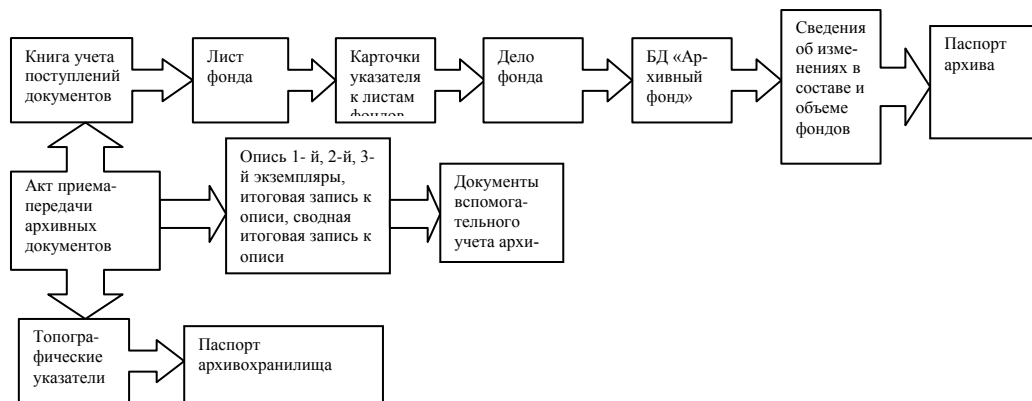 Книга учета
поступлений
документов
Лист
фонда
Карточки
указателя
к листам
фондов
Дело
фонда
БД «Ар-
хивный
фонд»
Сведения
об изме-
нениях в
составе и
объеме
фондов
Паспорт
архива
Акт приема-
передачи
архивных
документов
Опись 1- й, 2-й, 3-
й экземпляры,
итоговая запись к
описи, сводная
итоговая запись к
описи
Документы
вспомога-
тельного
учета архи-
Топогра-
фические
указатели
Паспорт
архивохранилища